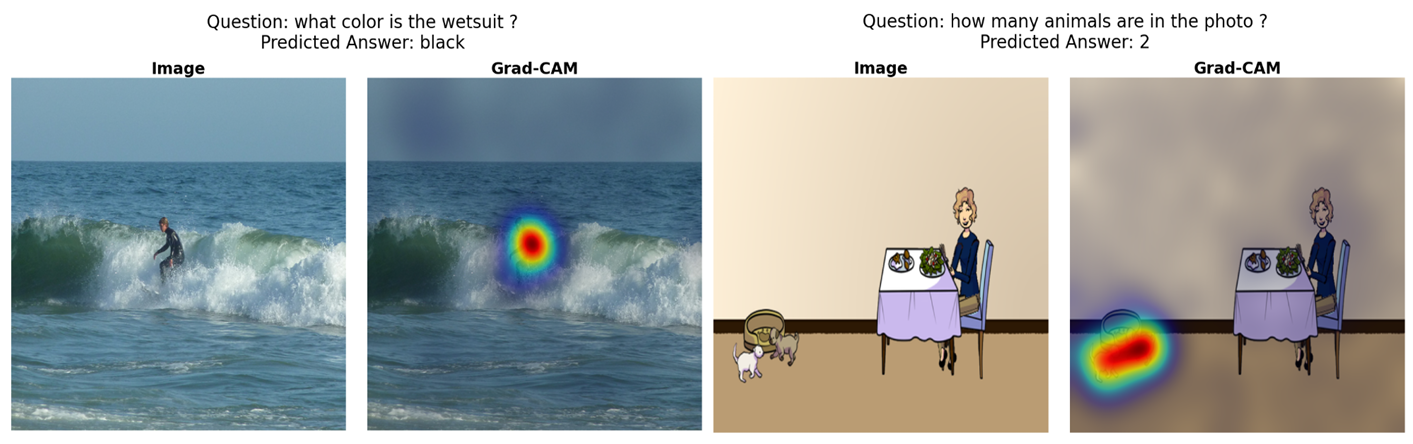 Question: what color is the wetsuit ?
Predicted Answer: black
Image
Grad-CAM
Question: how many animals are in the photo ?
Predicted Answer: 2
Image
Grad-CAM